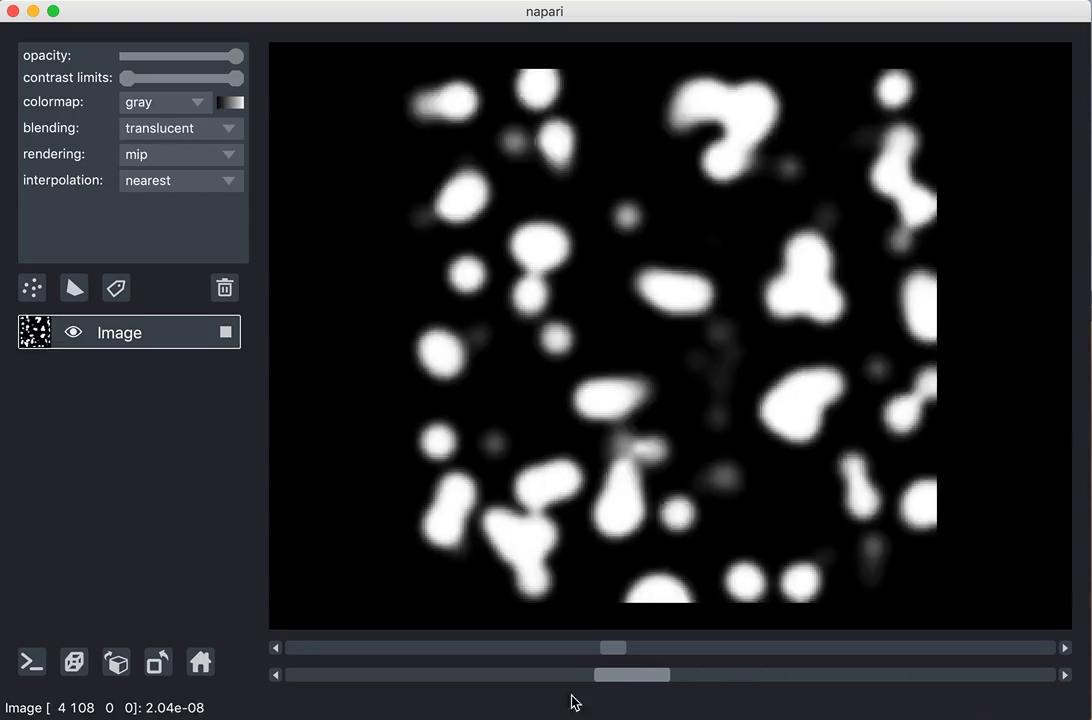 napari
opacity:
contrast limits:
colormap: gray
blending: translucent
rendering: mip
interpolation: nearest
Image
Image [  4 108   0   0]: 2.04e-08